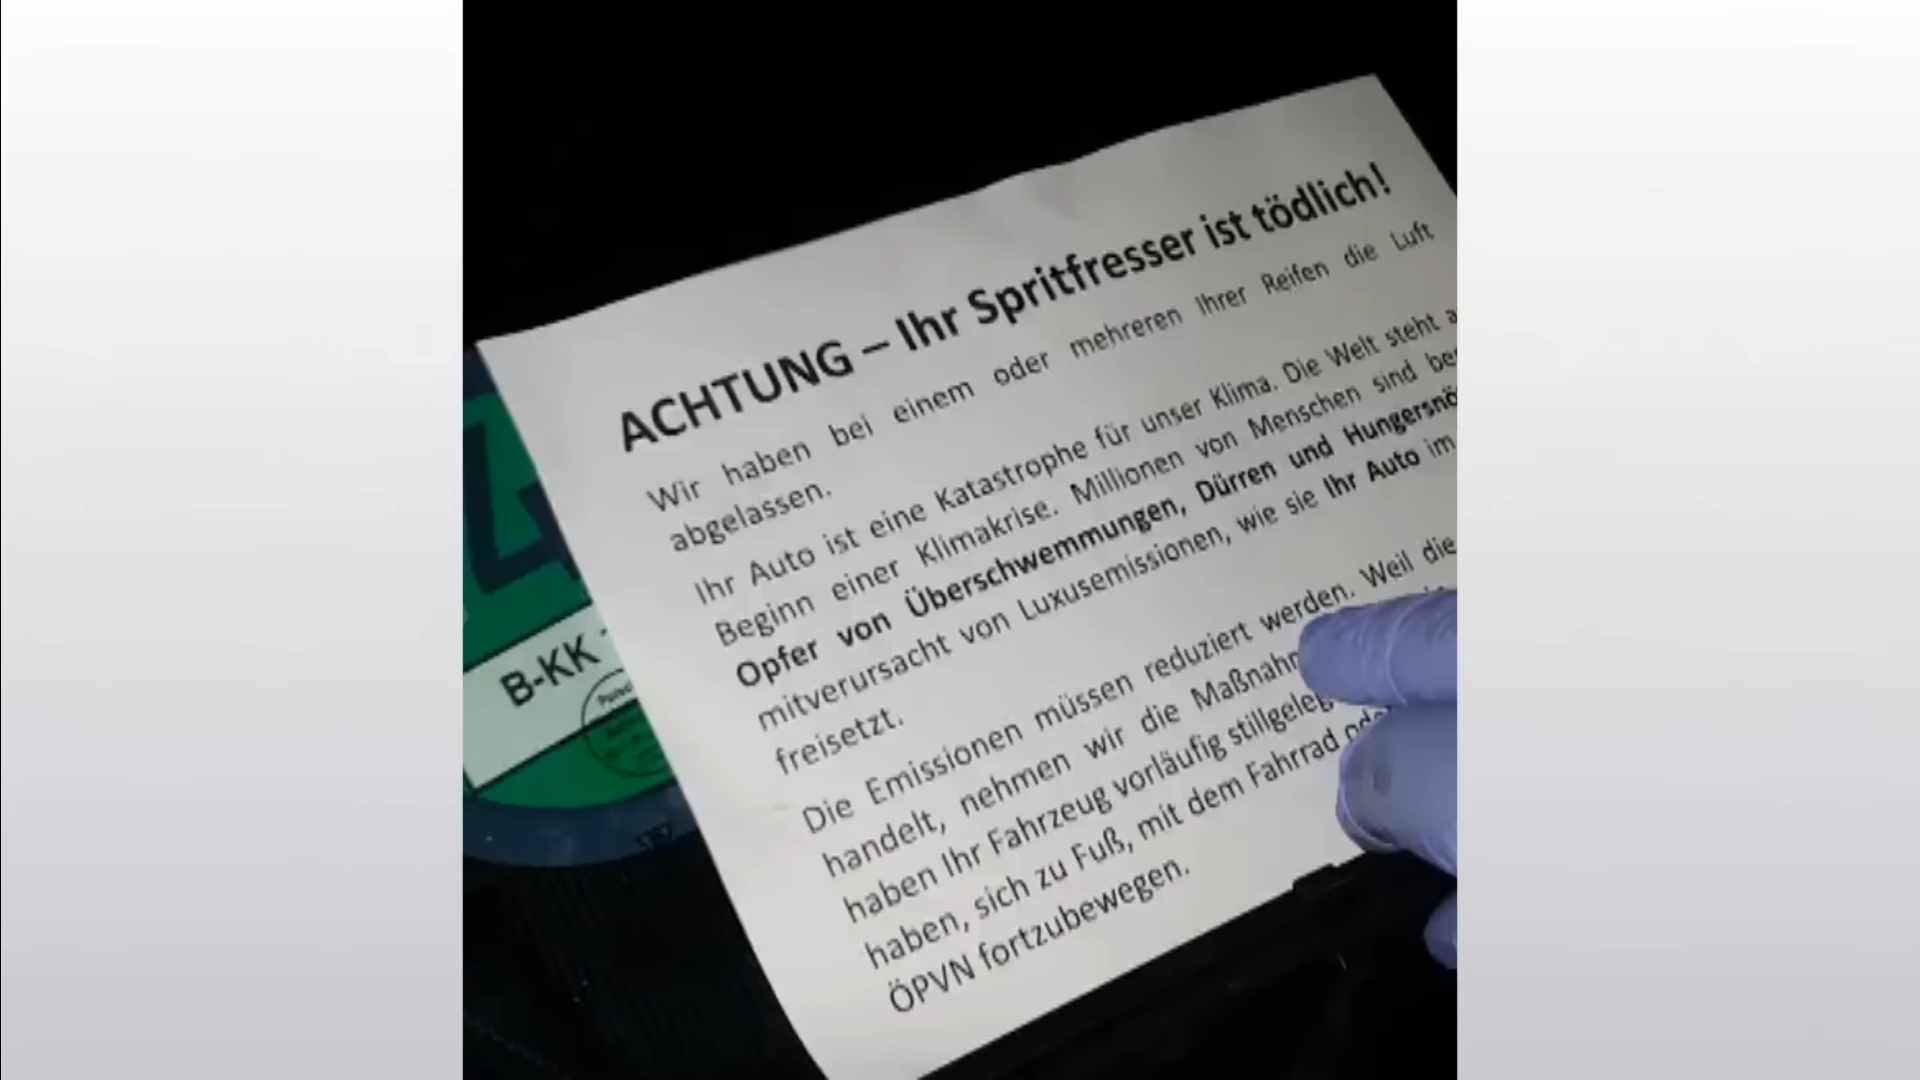 ACHTUNG – Ihr Spritfresser ist tödlich!
Wir haben bei einem oder mehreren Ihrer Reifen die Luft
abgelassen.
Ihr Auto ist eine Katastrophe für unser Klima. Die Welt steht
Beginn einer Klimakrise. Millionen von Menschen sind
Opfer von Überschwemmungen, Dürren und
mitverursacht von Luxusemissionen, wie sie Ihr Auto im
freisetzt.
Die Emissionen müssen reduziert werden. Weil die
handelt, nehmen wir die
haben Ihr Fahrzeug vorläufig
haben, sich zu Fuß, mit dem Fahrrad
ÖPVN fortzubewegen.
B-KK